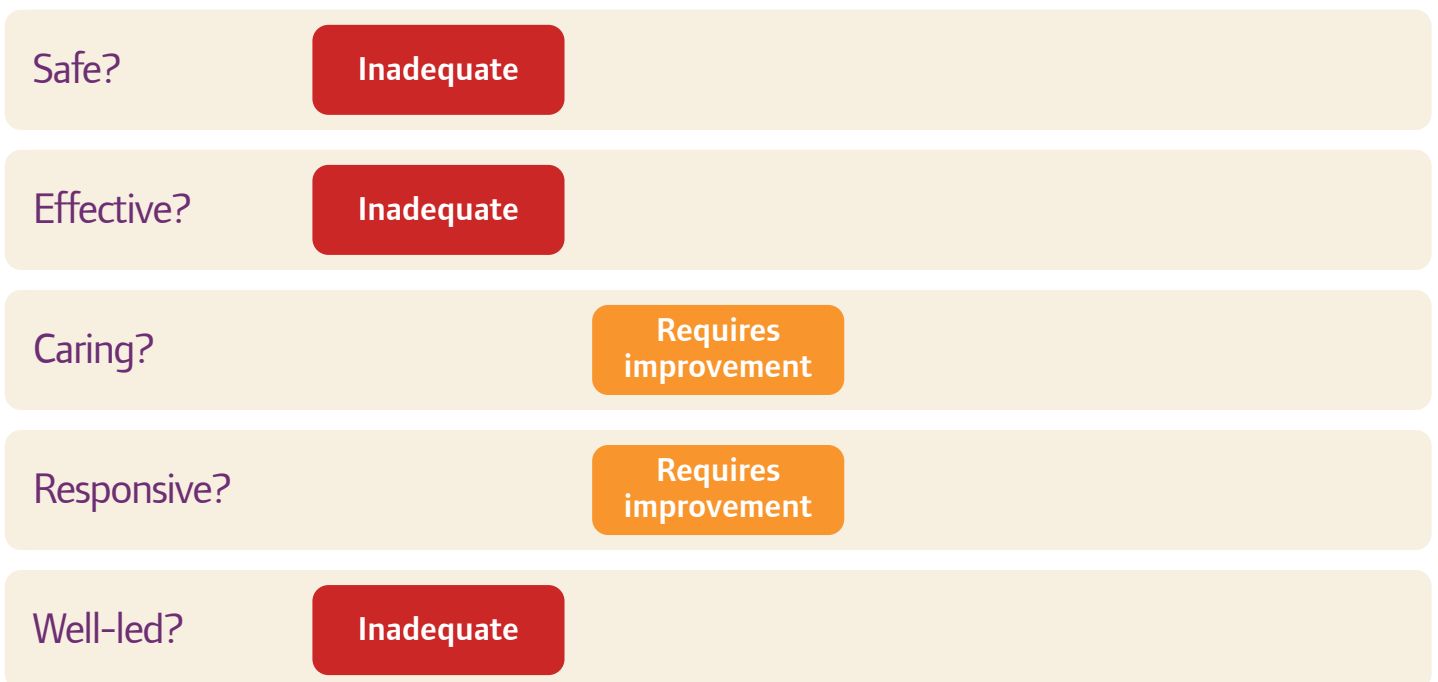 Safe?
Inadequate
Effective?
Inadequate
Caring?
Requires
improvement
Responsive?
Requires
improvement
Well-led?
Inadequate